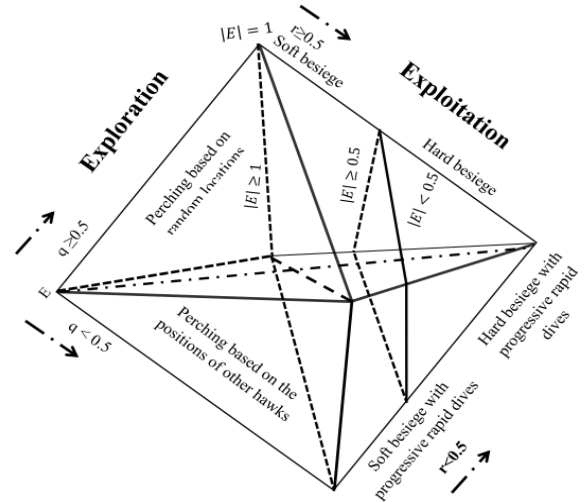 |E| = 1
r≥0.5
Soft besiege
Exploration
Exploitation
Hard besiege
Perching based on
random locations
|E| ≥ 1
|E| ≥ 0.5
|E| < 0.5
q ≥0.5
E
q < 0.5
Perching based on the
positions of other hawks
Hard besiege with
progressive rapid
dives
Soft besiege with
progressive rapid dives
r<0.5